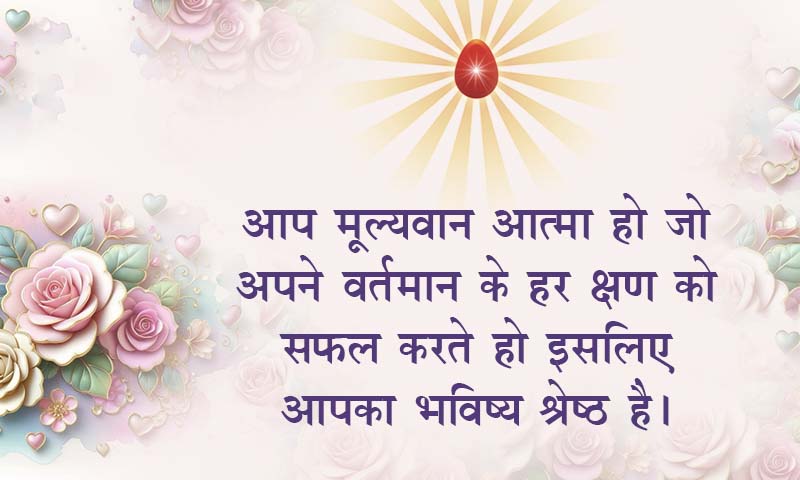 आप मूल्यवान आत्मा हो जो
अपने वर्तमान के हर क्षण को
सफल करते हो इसलिए
आपका भविष्य श्रेष्ठ है।